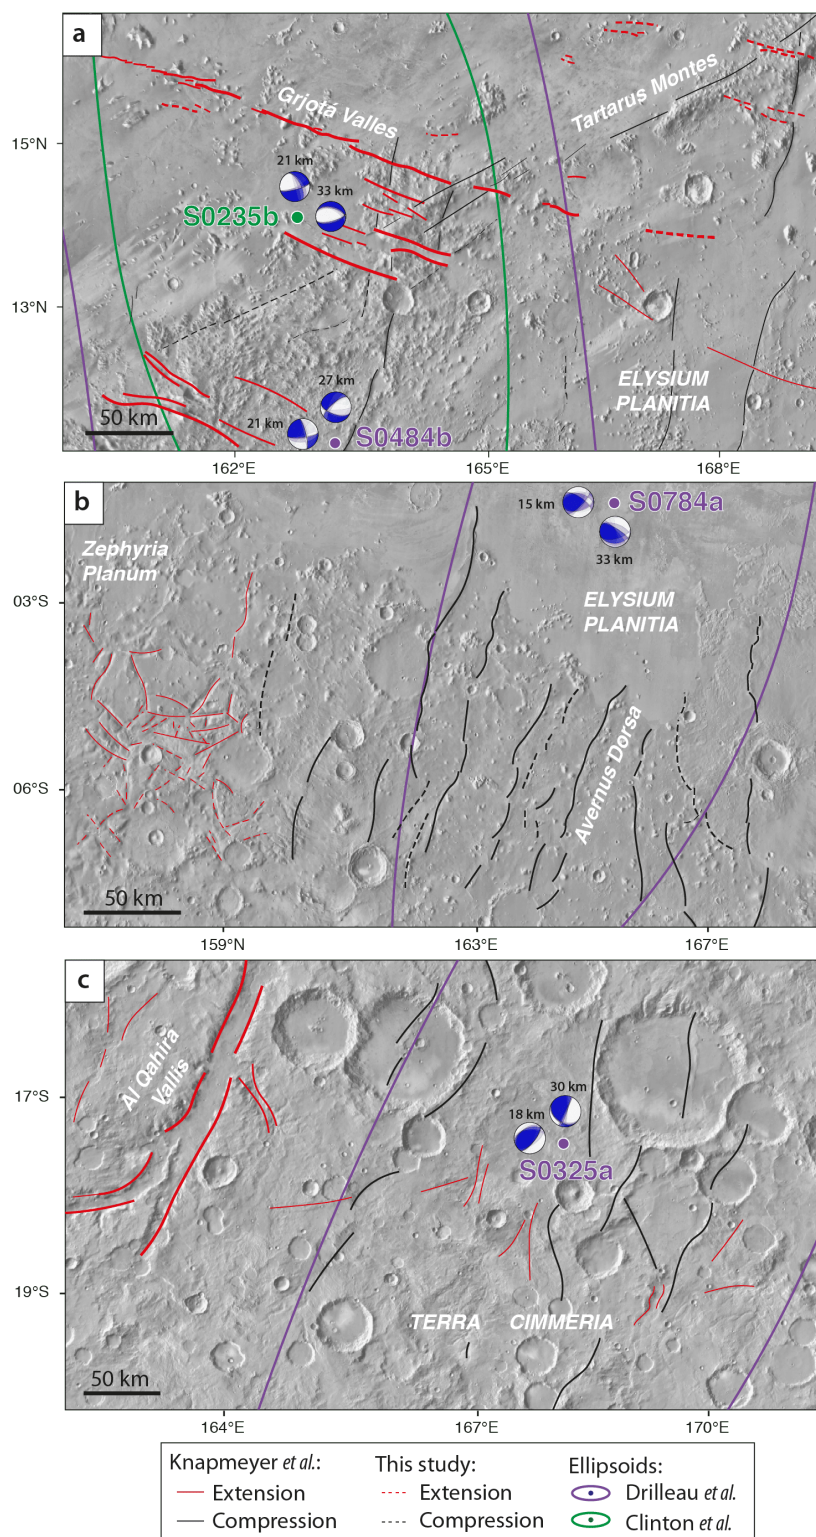 a
Grjotá Valles
Tartarus Montes
15°N
21 km
33 km
S0235b
13°N
27 km
ELYSIUM
PLANITIA
50 km
21 km
S0484b
162°E
165°E
168°E
b
15 km
S0784a
33 km
Zephyria
Planum
03°S
ELYSIUM
PLANITIA
Avernus Dorsa
06°S
50 km
159°N
163°E
167°E
c
Al Qahira
Vallis
17°S
30 km
18 km
S0325a
19°S
TERRA CIMMERIA
50 km
164°E
167°E
170°E
Knapmeyer et al.: This study: Ellipsoids:
Extension Extension Drilleau et al.
Compression Compression Clinton et al.